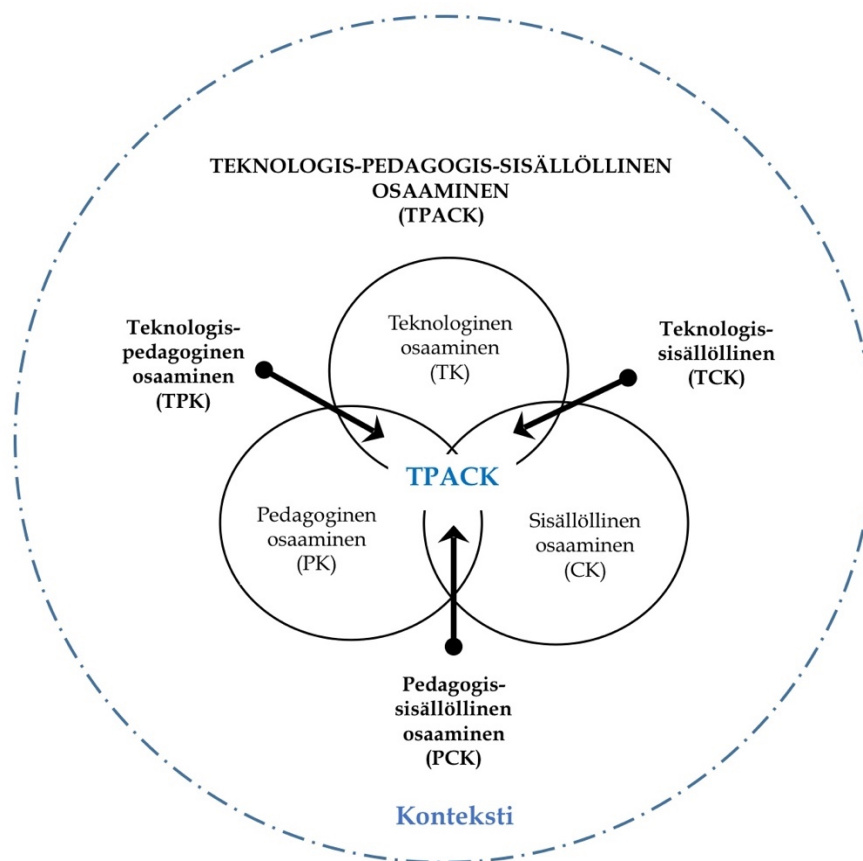 TEKNOLOGIS-PEDAGOGIS-SISÄLLÖLLINEN
OSAAMINEN
(TPACK)
Teknologis-
pedagoginen
osaaminen
(TPK)
Teknologinen
osaaminen
(TK)
Teknologis-
sisällöllinen
(TCK)
TPACK
Pedagoginen
osaaminen
(PK)
Sisällöllinen
osaaminen
(CK)
Pedagogis-
sisällöllinen
osaaminen
(PCK)
Konteksti